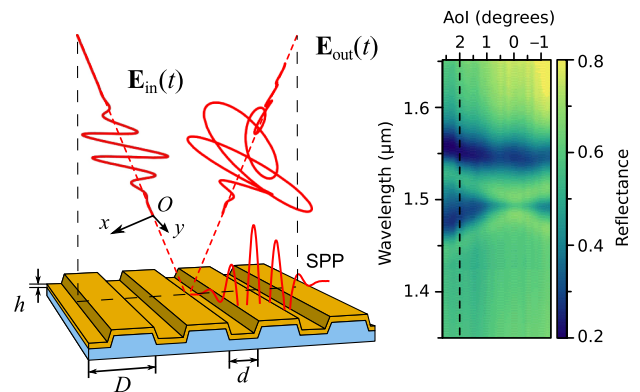 E_in(t)
E_out(t)
O
x
y
SPP
h
D
d
AoI (degrees)
2 1 0 −1
Wavelength (μm)
1.6
1.5
1.4
0.8
0.6
0.4
0.2
Reflectance